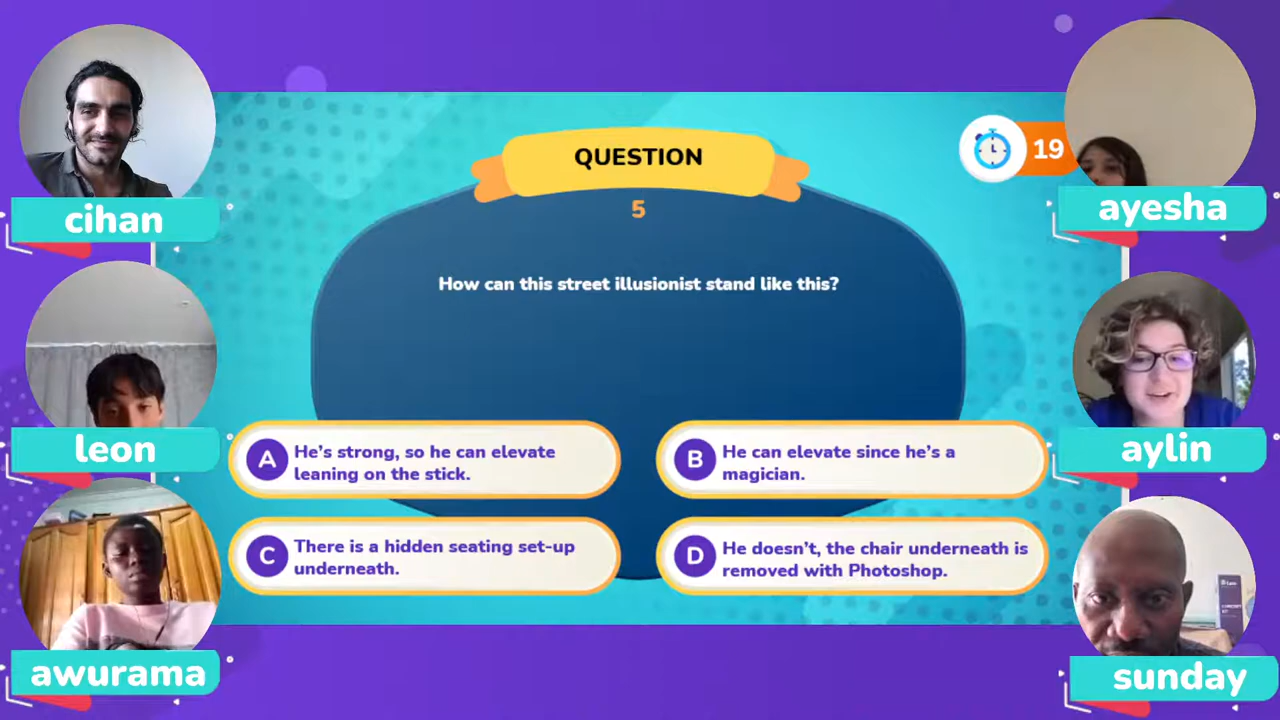 QUESTION
5
19
How can this street illusionist stand like this?
A
He's strong, so he can elevate
leaning on the stick.
B
He can elevate since he's a
magician.
C
There is a hidden seating set-up
underneath.
D
He doesn't, the chair underneath is
removed with Photoshop.
cihan
ayesha
leon
aylin
awurama
sunday